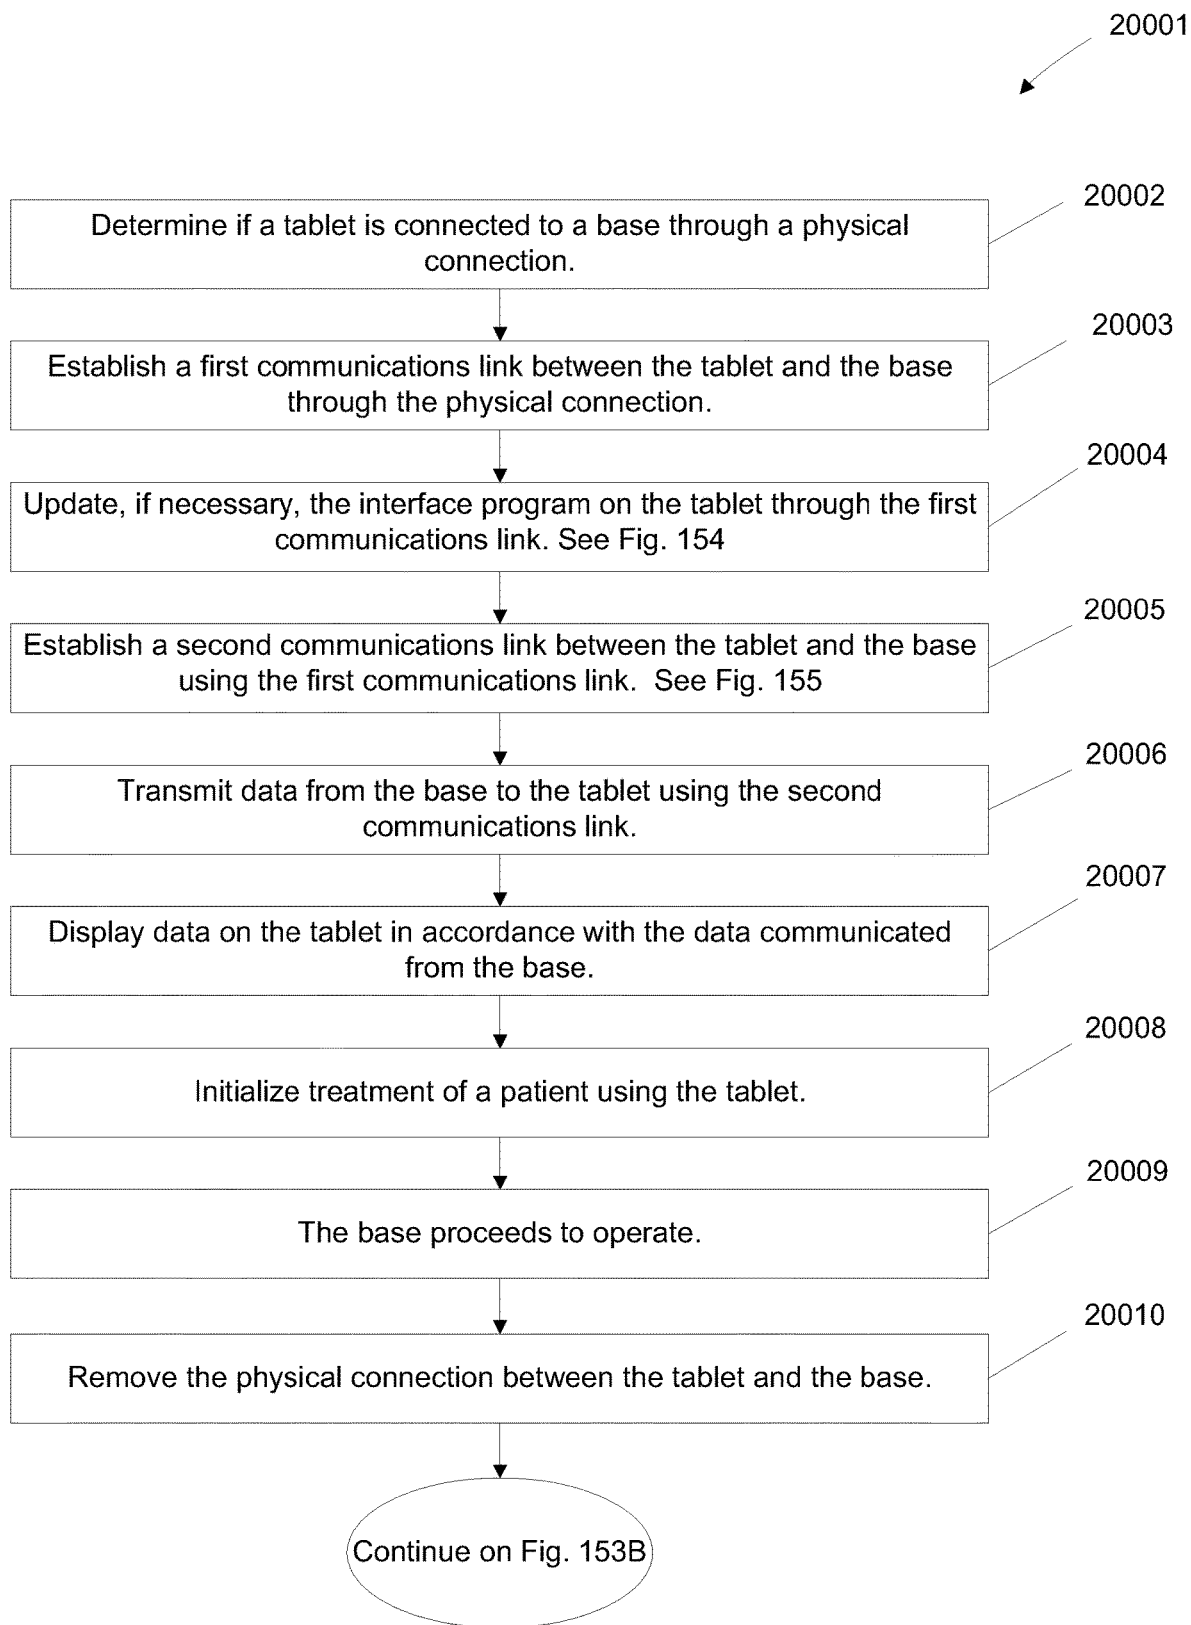 20001
20002
Determine if a tablet is connected to a base through a physical
connection.
20003
Establish a first communications link between the tablet and the base
through the physical connection.
20004
Update, if necessary, the interface program on the tablet through the first
communications link. See Fig. 154
20005
Establish a second communications link between the tablet and the base
using the first communications link.  See Fig. 155
20006
Transmit data from the base to the tablet using the second
communications link.
20007
Display data on the tablet in accordance with the data communicated
from the base.
20008
Initialize treatment of a patient using the tablet.
20009
The base proceeds to operate.
20010
Remove the physical connection between the tablet and the base.
Continue on Fig. 153B